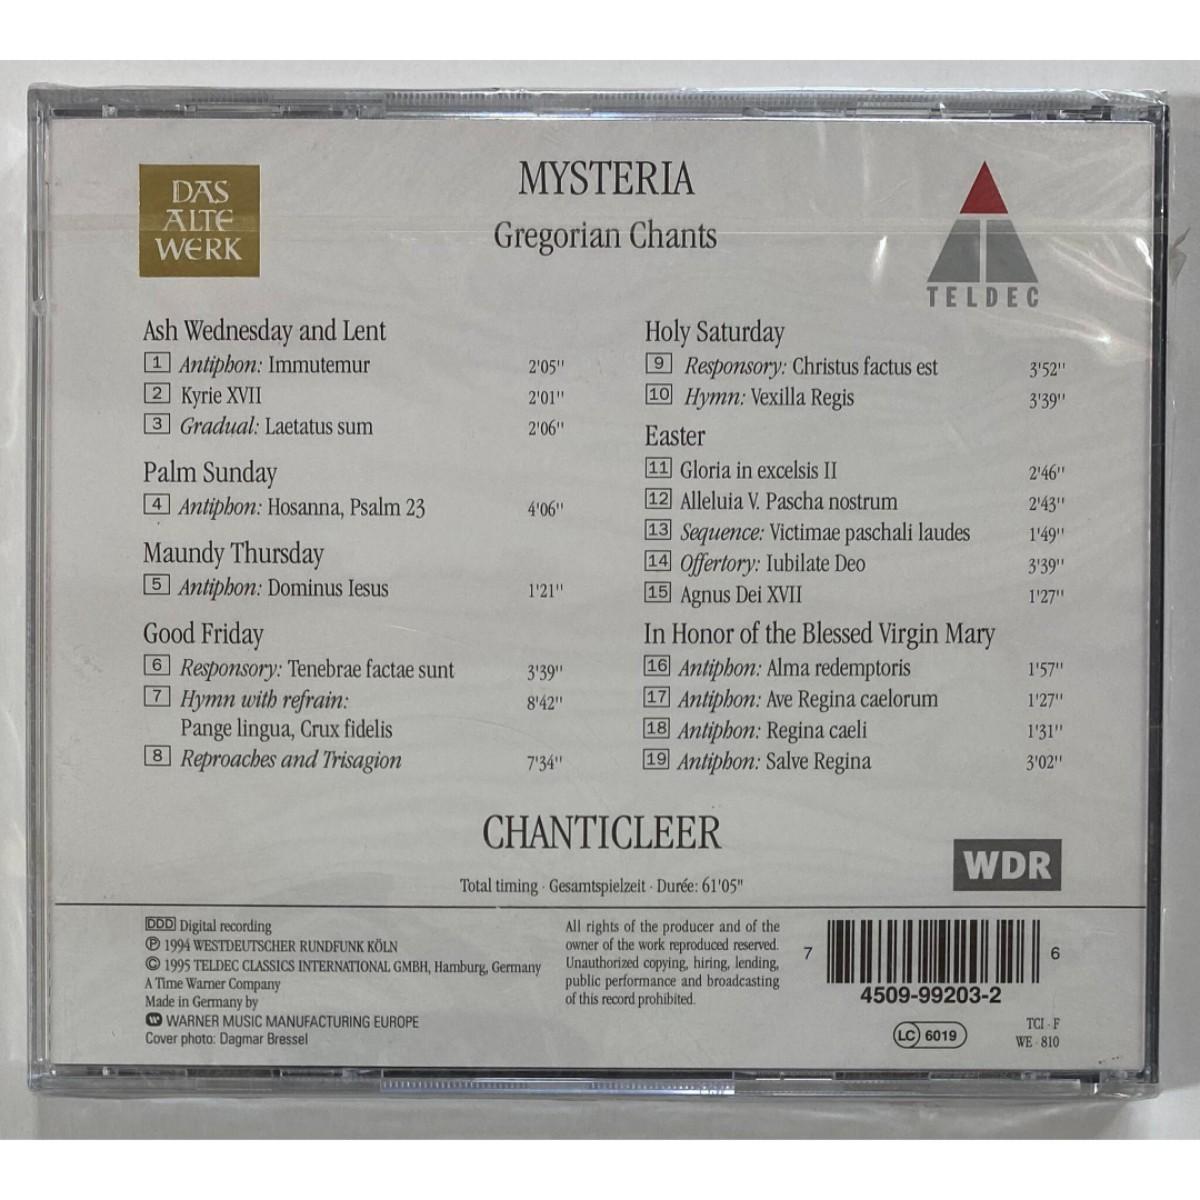 DAS
ALTE
WERK
MYSTERIA
Gregorian Chants
TELDEC
Ash Wednesday and Lent
1 Antiphon: Immutemur 2'05''
2 Kyrie XVII 2'01''
3 Gradual: Laetatus sum 2'06''
Palm Sunday
4 Antiphon: Hosanna, Psalm 23 4'06''
Maundy Thursday
5 Antiphon: Dominus Iesus 1'21''
Good Friday
6 Responsory: Tenebrae factae sunt 3'39''
7 Hymn with refrain: 8'42''
Pange lingua, Crux fidelis
8 Reproaches and Trisagion 7'34''
Holy Saturday
9 Responsory: Christus factus est 3'52''
10 Hymn: Vexilla Regis 3'39''
Easter
11 Gloria in excelsis II 2'46''
12 Alleluia V. Pascha nostrum 2'43''
13 Sequence: Victimae paschali laudes 1'49''
14 Offertory: Iubilate Deo 3'39''
15 Agnus Dei XVII 1'27''
In Honor of the Blessed Virgin Mary
16 Antiphon: Alma redemptoris 1'57''
17 Antiphon: Ave Regina caelorum 1'27''
18 Antiphon: Regina caeli 1'31''
19 Antiphon: Salve Regina 3'02''
CHANTICLEER
WDR
Total timing · Gesamtspielzeit · Durée: 61'05"
DDD Digital recording
℗ 1994 WESTDEUTSCHER RUNDFUNK KÖLN
© 1995 TELDEC CLASSICS INTERNATIONAL GMBH, Hamburg, Germany
A Time Warner Company
Made in Germany by
WARNER MUSIC MANUFACTURING EUROPE
Cover photo: Dagmar Bressel
All rights of the producer and of the
owner of the work reproduced reserved.
Unauthorized copying, hiring, lending,
public performance and broadcasting
of this record prohibited.
7 6
4509-99203-2
LC 6019
TCI · F
WE · 810